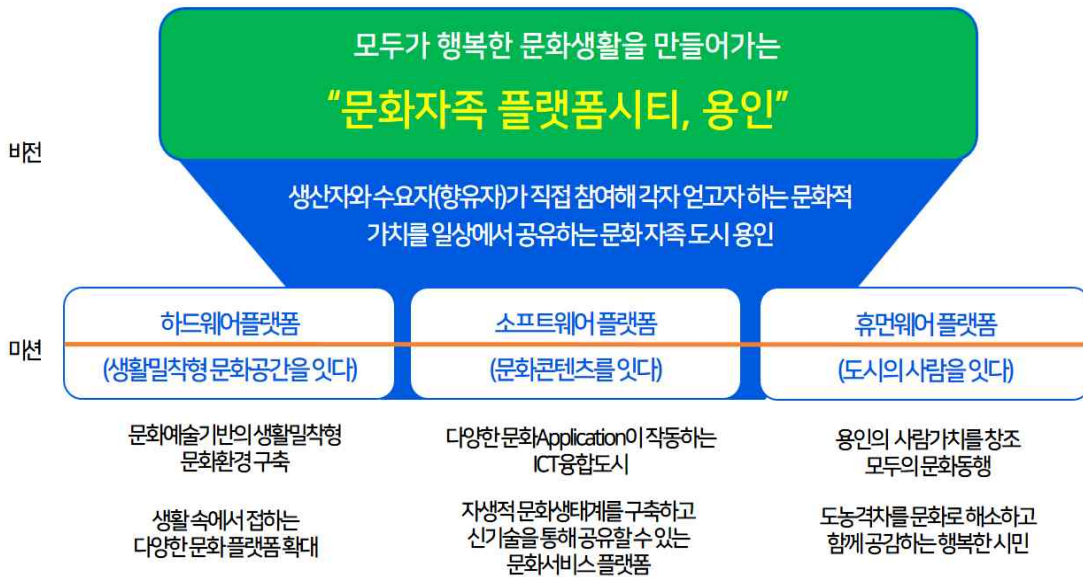 모두가 행복한 문화생활을 만들어가는
“문화자족 플랫폼시티, 용인”
비전
생산자와 수요자(향유자)가 직접 참여해 각자 얻고자 하는 문화적
가치를 일상에서 공유하는 문화 자족 도시 용인
미션
하드웨어플랫폼
(생활밀착형 문화공간을 잇다)
소프트웨어 플랫폼
(문화콘텐츠를 잇다)
휴먼웨어 플랫폼
(도시의 사람을 잇다)
문화예술기반의 생활밀착형
문화환경 구축
생활 속에서 접하는
다양한 문화 플랫폼 확대
다양한 문화Application이 작동하는
ICT융합도시
자생적 문화생태계를 구축하고
신기술을 통해 공유할 수 있는
문화서비스 플랫폼
용인의 사람가치를 창조
모두의 문화동행
도농격차를 문화로 해소하고
함께 공감하는 행복한 시민